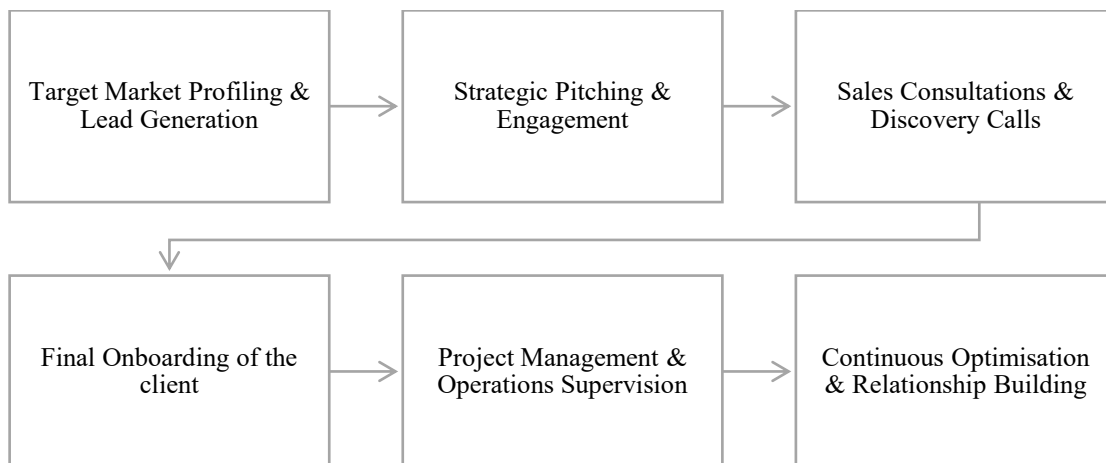 Target Market Profiling &
Lead Generation
Strategic Pitching &
Engagement
Sales Consultations &
Discovery Calls
Final Onboarding of the
client
Project Management &
Operations Supervision
Continuous Optimisation
& Relationship Building